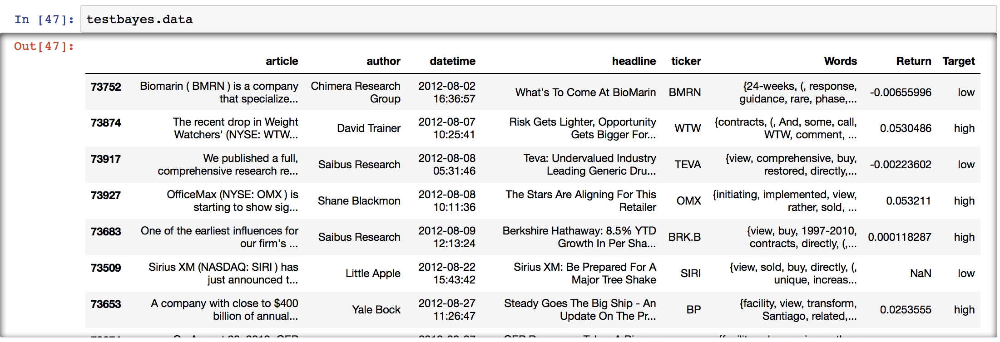 In [47]: testbayes.data
Out[47]:
article author datetime headline ticker Words Return Target
73752 Biomarin ( BMRN ) is a company Chimera Research 2012-08-02 What's To Come At BioMarin BMRN {24-weeks, (, response, -0.00655996 low
that specialize... Group 16:36:57 guidance, rare, phase,...
73874 The recent drop in Weight David Trainer 2012-08-07 Risk Gets Lighter, Opportunity WTW {contracts, (, And, some, call, 0.0530486 high
Watchers' (NYSE: WTW... 10:25:41 Gets Bigger For... WTW, comment, ...
73917 We published a full, Saibus Research 2012-08-08 Teva: Undervalued Industry TEVA {view, comprehensive, buy, -0.00223602 low
comprehensive research re... 05:31:46 Leading Generic Dru... restored, directly,...
73927 OfficeMax (NYSE: OMX ) is Shane Blackmon 2012-08-08 The Stars Are Aligning For This OMX {initiating, implemented, view, 0.053211 high
starting to show sig... 10:11:36 Retailer rather, sold, ...
73683 One of the earliest influences for Saibus Research 2012-08-09 Berkshire Hathaway: 8.5% YTD BRK.B {view, buy, 1997-2010, 0.000118287 high
our firm's ... 12:13:24 Growth In Per Sha... contracts, directly, (,...
73509 Sirius XM (NASDAQ: SIRI ) has Little Apple 2012-08-22 Sirius XM: Be Prepared For A SIRI {view, sold, buy, directly, (, NaN low
just announced t... 15:43:42 Major Tree Shake unique, increas...
73653 A company with close to $400 Yale Bock 2012-08-27 Steady Goes The Big Ship - An BP {facility, view, transform, 0.0253555 high
billion of annual... 11:26:47 Update On The Pr... Santiago, related,...